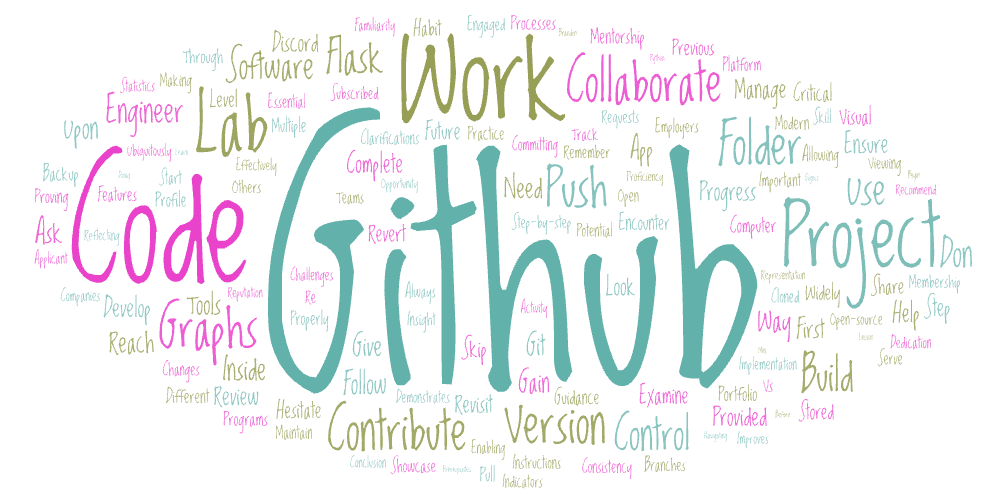 Familiarity
Habit
Engaged
Processes
Discord
Work
Mentorship
Previous
Through
Software
Flask
Collaborate
Platform
Statistics
Making
Engineer
Level
Essential
Subscribed
Manage
Critical
Lab
Requests
Modern
Skill
Visual
Upon
Multiple
Clarifications
Future
Practice
Track
Employers
Folder
Ensure
Ubiquitously
Effectively
Complete
Committing
Remember
App
Allowing
Viewing
Backup
Start
Others
Opportunity
Github
Proficiency
Important
Proving
Features
Profile
Teams
Need
Push
Open
Progress
Use
Recommend
Code
Ask
Reflecting
Revert
Step-by-step
Potential
Encounter
Computer
Project
Don
Applicant
Challenges
Representation
Companies
Tools
Reputation
Re
Always
Look
Cloned
Widely
Share
Membership
Develop
Graphs
Properly
Insight
Activity
Way
First
Open-source
Help
Step
Reach
Give
Skip
Git
Dedication
Changes
Inside
Follow
Gain
Implementation
Build
Serve
Different
Review
Demonstrates
Revisit
Guidance
Examine
Portfolio
Vs
Programs
Hesitate
Contribute
Version
Control
Provided
Before
Stored
Maintain
Enabling
Navigating
Improves
Conclusion
Showcase
Pull
Instructions
Consistency
Branches
Indicators